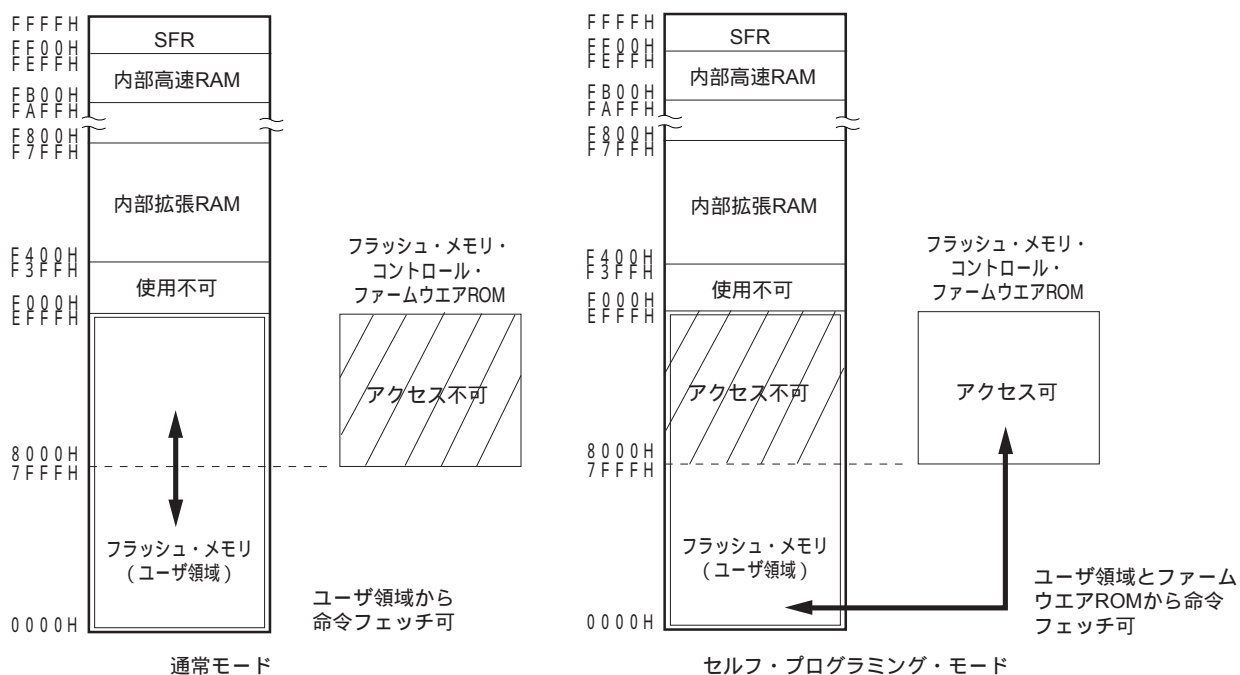 FFFFH
SFR
FE00H
FEFFH
内部高速RAM
FB00H
FAFFH
F800H
F7FFH
内部拡張RAM
F400H
F3FFH
使用不可
F000H
EFFFH
フラッシュ・メモリ・
コントロール・
ファームウエアROM
アクセス不可
8000H
7FFFH
フラッシュ・メモリ
(ユーザ領域)
ユーザ領域から
命令フェッチ可
0000H
通常モード
FFFFH
SFR
FE00H
FEFFH
内部高速RAM
FB00H
FAFFH
F800H
F7FFH
内部拡張RAM
F400H
F3FFH
使用不可
F000H
EFFFH
フラッシュ・メモリ・
コントロール・
ファームウエアROM
アクセス不可
アクセス可
8000H
7FFFH
フラッシュ・メモリ
(ユーザ領域)
ユーザ領域とファーム
ウエアROMから命令
フェッチ可
0000H
セルフ・プログラミング・モード